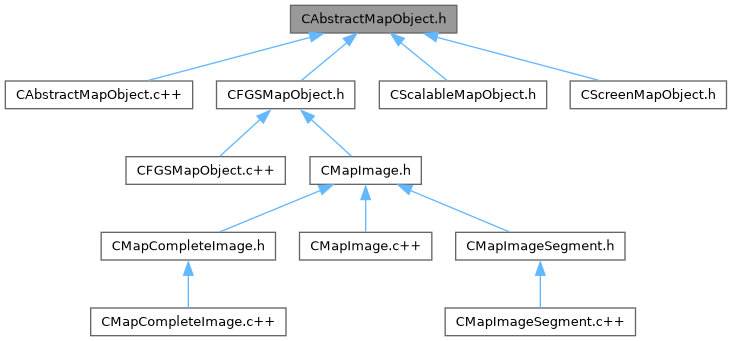 CAbstractMapObject.h
CAbstractMapObject.c++
CFGSMapObject.h
CScalableMapObject.h
CScreenMapObject.h
CFGSMapObject.c++
CMapImage.h
CMapCompleteImage.h
CMapImage.c++
CMapImageSegment.h
CMapCompleteImage.c++
CMapImageSegment.c++